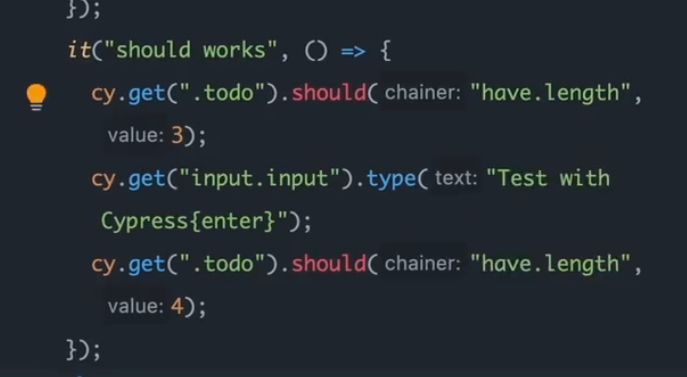 });
it("should works", () => {
cy.get(".todo").should( chainer: "have.length",
value: 3);
cy.get("input.input").type( text: "Test with
Cypress{enter}");
cy.get(".todo").should( chainer: "have.length",
value: 4);
});